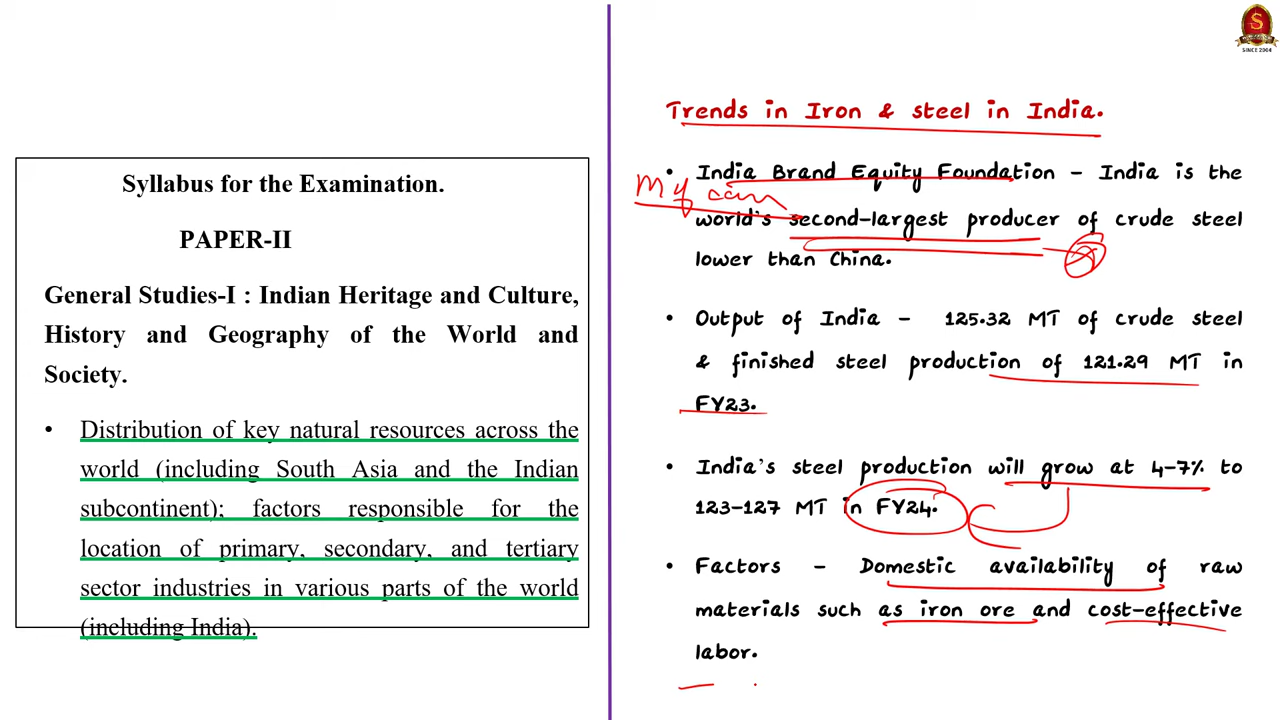 Syllabus for the Examination.
PAPER-II
General Studies-I : Indian Heritage and Culture,
History and Geography of the World and
Society.
• Distribution of key natural resources across the
world (including South Asia and the Indian
subcontinent); factors responsible for the
location of primary, secondary, and tertiary
sector industries in various parts of the world
(including India).
S
SINCE 2004
Trends in Iron & steel in India.
• India Brand Equity Foundation - India is the
world's second-largest producer of crude steel
lower than China.
• Output of India - 125.32 MT of crude steel
& finished steel production of 121.29 MT in
FY23.
• India's steel production will grow at 4-7% to
123-127 MT in FY24.
• Factors - Domestic availability of raw
materials such as iron ore and cost-effective
labor.